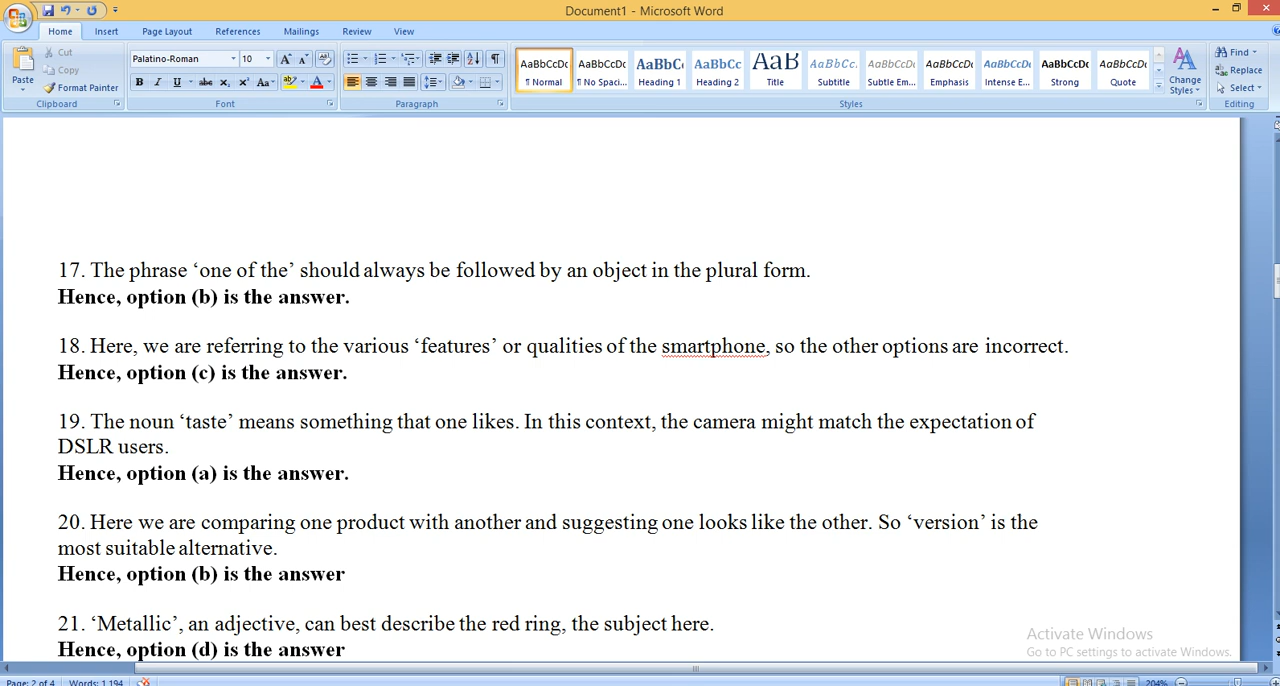 Document1 - Microsoft Word
Home Insert Page Layout References Mailings Review View
Paste Cut Copy Format Painter Clipboard
Palatino-Roman 10 Font
Paragraph
AaBbCcDc ¶ Normal AaBbCcDc ¶ No Spaci... AaBbC Heading 1 AaBbCc Heading 2 AaB Title AaBbCc. Subtitle AaBbCcDc Subtle Em... AaBbCcDc Emphasis AaBbCcDc Intense E... AaBbCcDc Strong AaBbCcDc Quote Change Styles Styles
Find Replace Select Editing
17. The phrase ‘one of the’ should always be followed by an object in the plural form.
Hence, option (b) is the answer.
18. Here, we are referring to the various ‘features’ or qualities of the smartphone, so the other options are incorrect.
Hence, option (c) is the answer.
19. The noun ‘taste’ means something that one likes. In this context, the camera might match the expectation of
DSLR users.
Hence, option (a) is the answer.
20. Here we are comparing one product with another and suggesting one looks like the other. So ‘version’ is the
most suitable alternative.
Hence, option (b) is the answer
21. ‘Metallic’, an adjective, can best describe the red ring, the subject here.
Hence, option (d) is the answer
Activate Windows
Go to PC settings to activate Windows.
Page: 2 of 4 Words: 1,194 204%